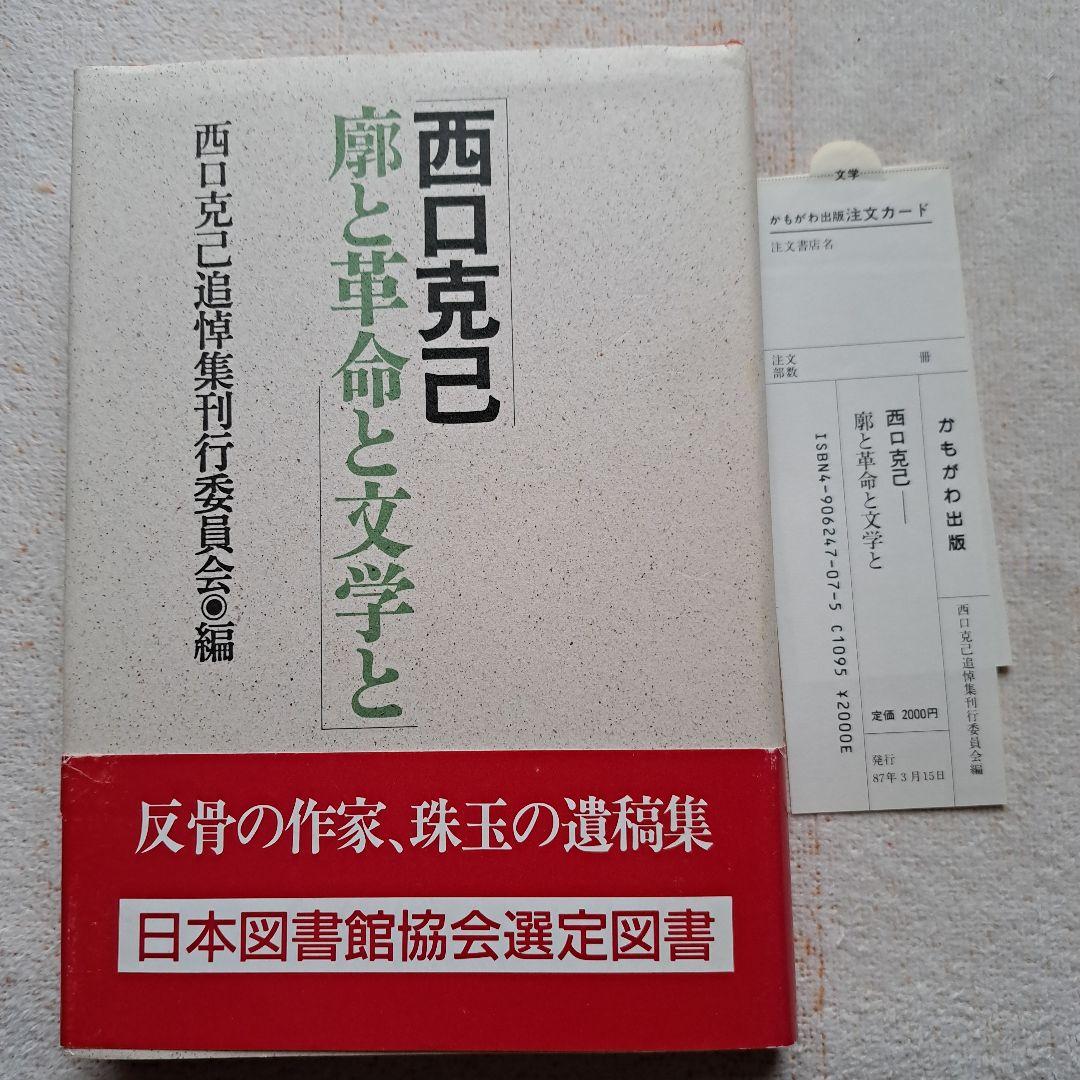 西口克己
廓と革命と文学と
西口克己追悼集刊行委員会◉編
反骨の作家、珠玉の遺稿集
日本図書館協会選定図書
文学
かもがわ出版 注文カード
注文書店名
注文部数
冊
かもがわ出版
西口克己追悼集刊行委員会編
西口克己――
廓と革命と文学と
ISBN4-906247-07-5 C1095 ¥2000E
定価 2000円
発行
87年3月15日